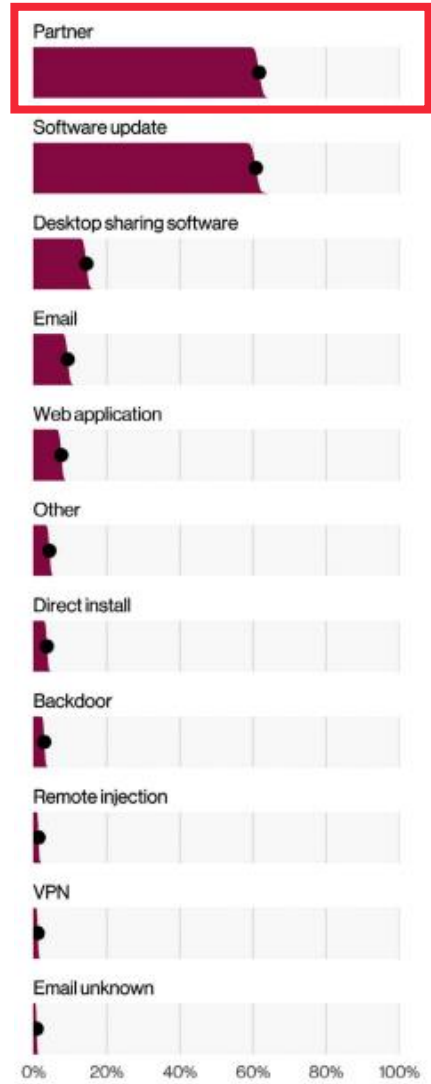 Partner
Software update
Desktop sharing software
Email
Web application
Other
Direct install
Backdoor
Remote injection
VPN
Email unknown
0% 20% 40% 60% 80% 100%